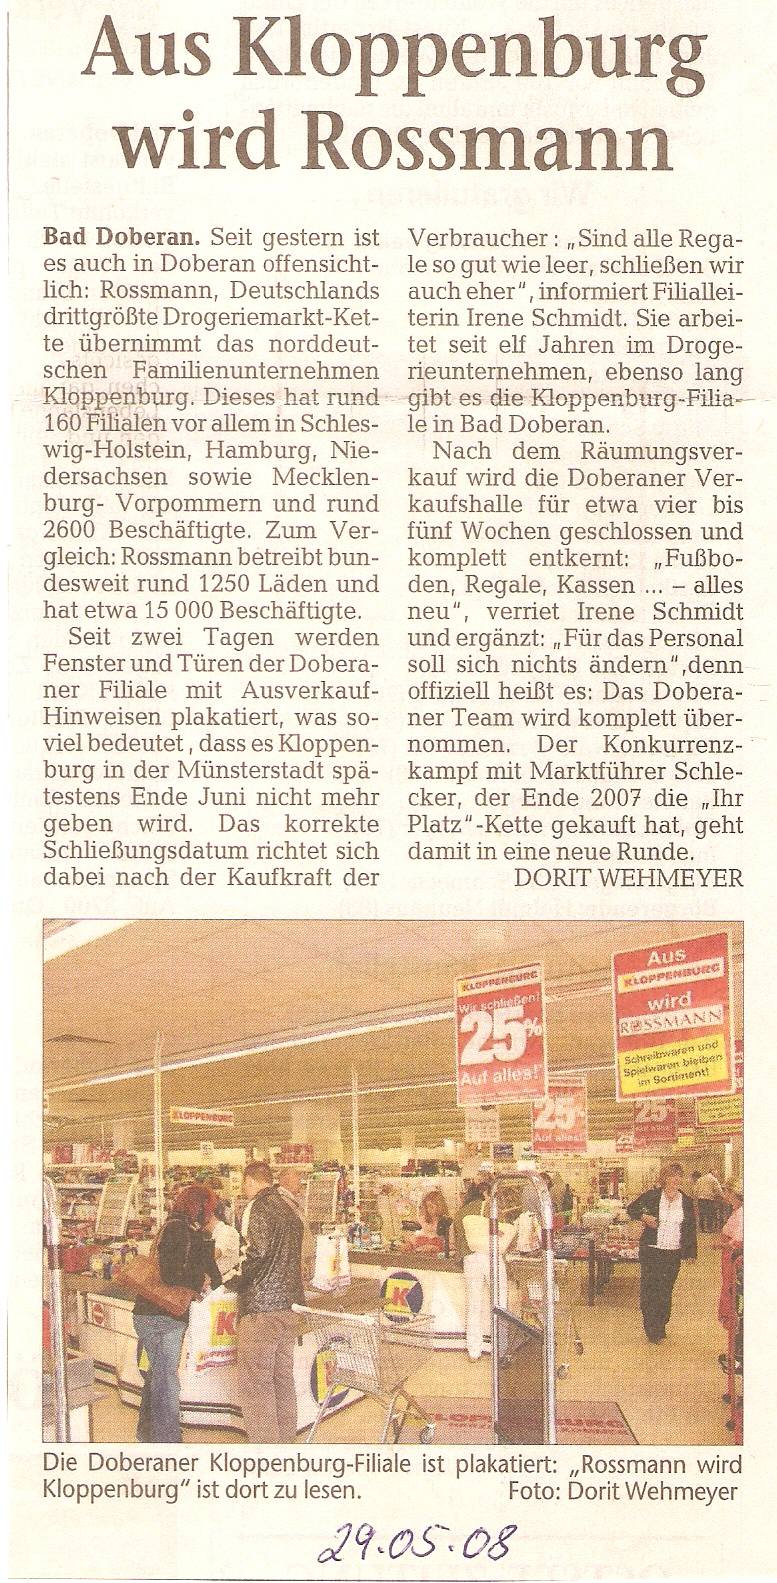 Aus Kloppenburg
wird Rossmann
Bad Doberan. Seit gestern ist
es auch in Doberan offensicht-
lich: Rossmann, Deutschlands
drittgrößte Drogeriemarkt-Ket-
te übernimmt das norddeut-
schen Familienunternehmen
Kloppenburg. Dieses hat rund
160 Filialen vor allem in Schles-
wig-Holstein, Hamburg, Nie-
dersachsen sowie Mecklen-
burg- Vorpommern und rund
2600 Beschäftigte. Zum Ver-
gleich: Rossmann betreibt bun-
desweit rund 1250 Läden und
hat etwa 15 000 Beschäftigte.
Seit zwei Tagen werden
Fenster und Türen der Dobera-
ner Filiale mit Ausverkauf-
Hinweisen plakatiert, was so-
viel bedeutet , dass es Kloppen-
burg in der Münsterstadt spä-
testens Ende Juni nicht mehr
geben wird. Das korrekte
Schließungsdatum richtet sich
dabei nach der Kaufkraft der
Verbraucher : „Sind alle Rega-
le so gut wie leer, schließen wir
auch eher“, informiert Filiallei-
terin Irene Schmidt. Sie arbei-
tet seit elf Jahren im Droge-
rieunternehmen, ebenso lang
gibt es die Kloppenburg-Filia-
le in Bad Doberan.
Nach dem Räumungsver-
kauf wird die Doberaner Ver-
kaufshalle für etwa vier bis
fünf Wochen geschlossen und
komplett entkernt: „Fußbo-
den, Regale, Kassen ... – alles
neu“, verriet Irene Schmidt
und ergänzt: „Für das Personal
soll sich nichts ändern“,denn
offiziell heißt es: Das Dobera-
ner Team wird komplett über-
nommen. Der Konkurrenz-
kampf mit Marktführer Schle-
cker, der Ende 2007 die „Ihr
Platz“-Kette gekauft hat, geht
damit in eine neue Runde.
DORIT WEHMEYER
KLOPPENBURG
Wir schließen!
25%
Auf alles!
Aus
KLOPPENBURG
wird
ROSSMANN
Schreibwaren und
Spielwaren bleiben
im Sortiment!
KLOPPENBURG
25%
Auf alles!
25%
K
K
Die Doberaner Kloppenburg-Filiale ist plakatiert: „Rossmann wird
Kloppenburg“ ist dort zu lesen. Foto: Dorit Wehmeyer
29.05.08